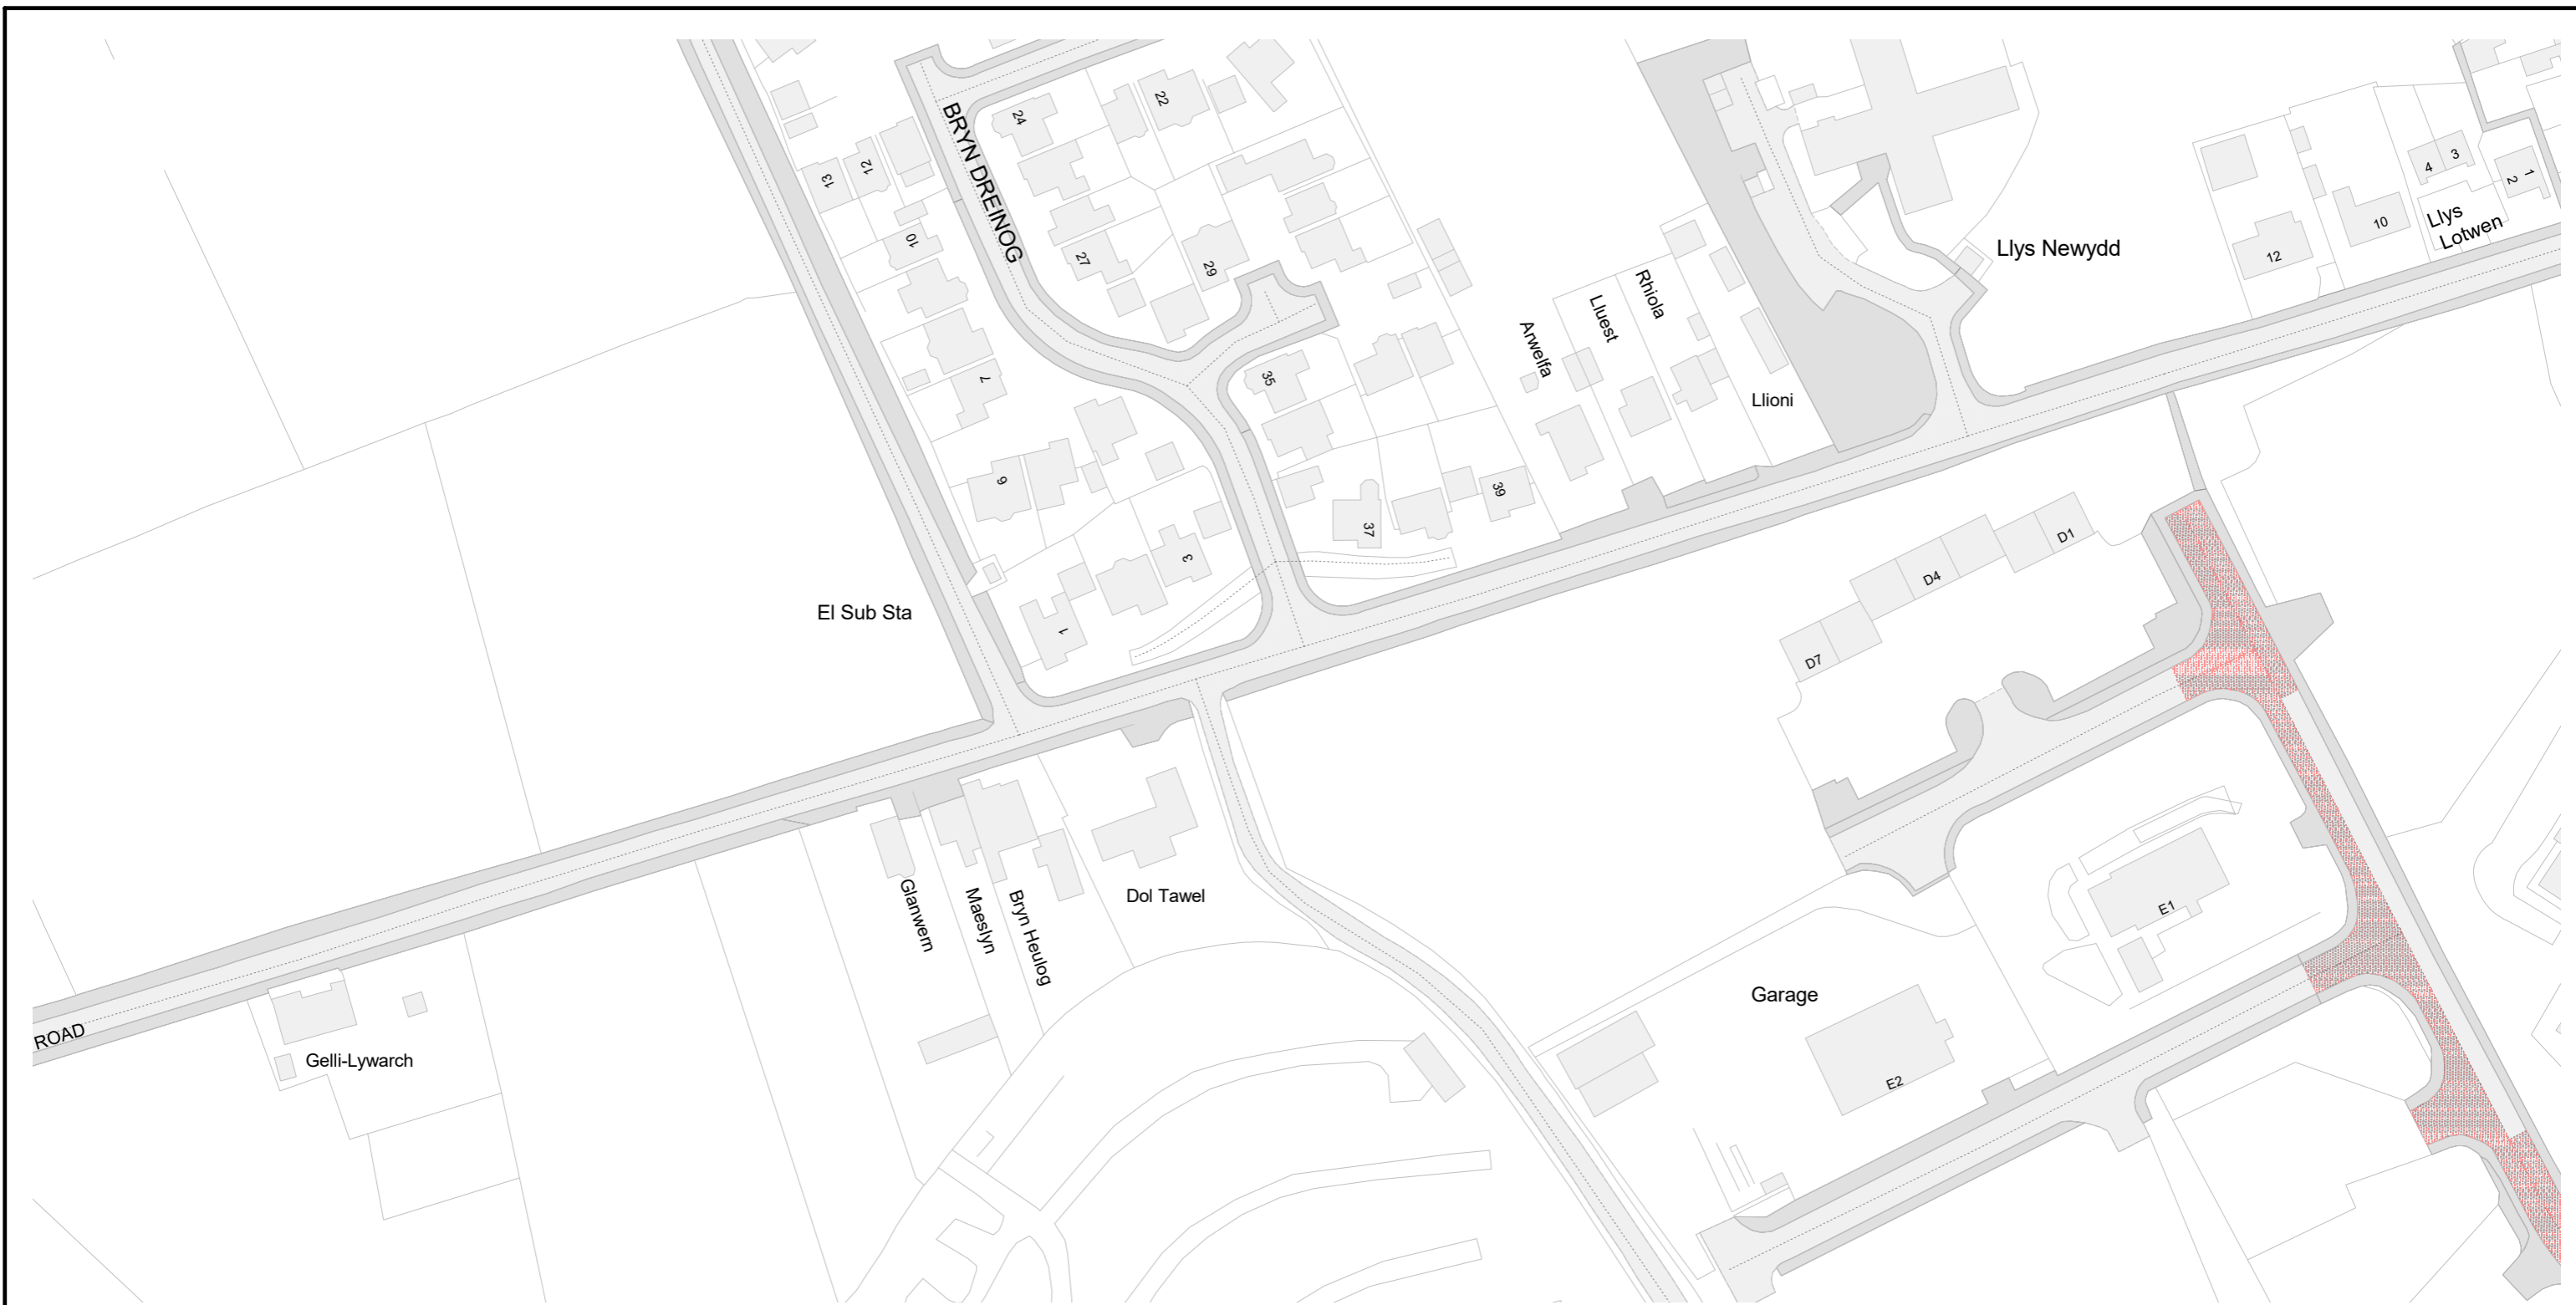 BRYN DREINOG
24
22
13
12
10
27
29
7
35
6
37
39
3
1
El Sub Sta
Arwelfa
Lluest
Rhiola
Llioni
Llys Newydd
12
10
4
3
2
1
Llys
Lotwen
D1
D4
D7
E1
E2
Garage
Glanwern
Maeslyn
Bryn Heulog
Dol Tawel
ROAD
Gelli-Lywarch